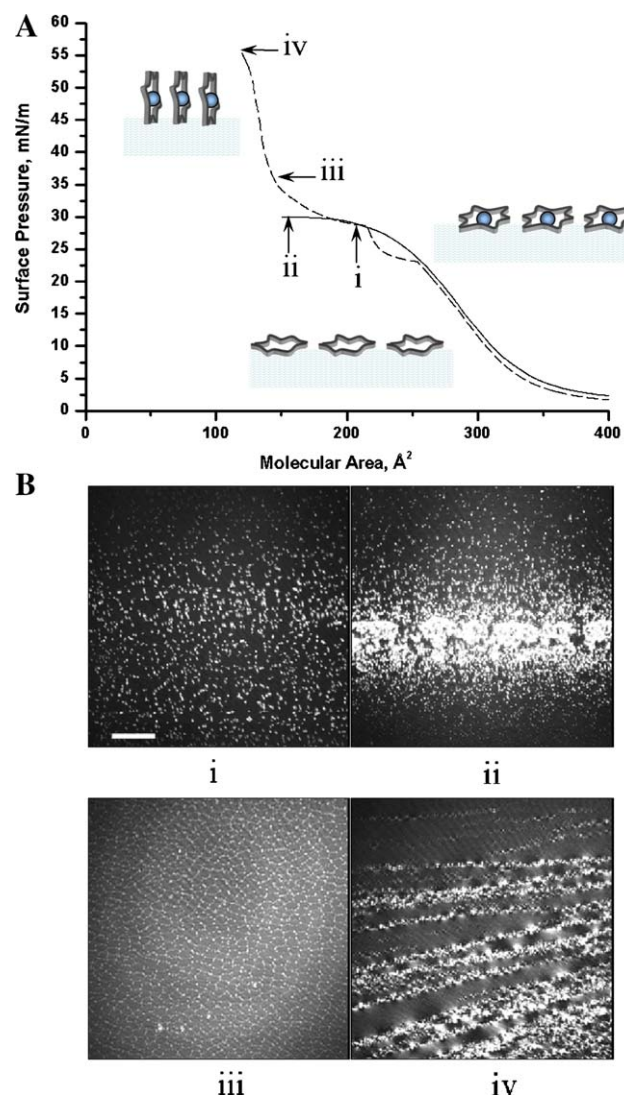 A
Surface Pressure, mN/m
60
55
50
45
40
35
30
25
20
15
10
5
0
iv
iii
ii
i
0 100 200 300 400
Molecular Area, Å²
B
i ii
iii iv